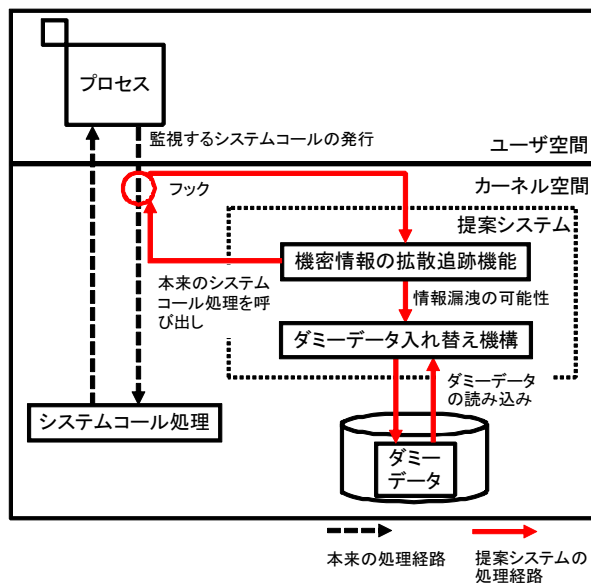 プロセス
監視するシステムコールの発行
ユーザ空間
カーネル空間
フック
提案システム
機密情報の拡散追跡機能
本来のシステム
コール処理を呼
び出し
情報漏洩の可能性
ダミーデータ入れ替え機構
ダミーデータ
の読み込み
システムコール処理
ダミー
データ
本来の処理経路
提案システムの
処理経路